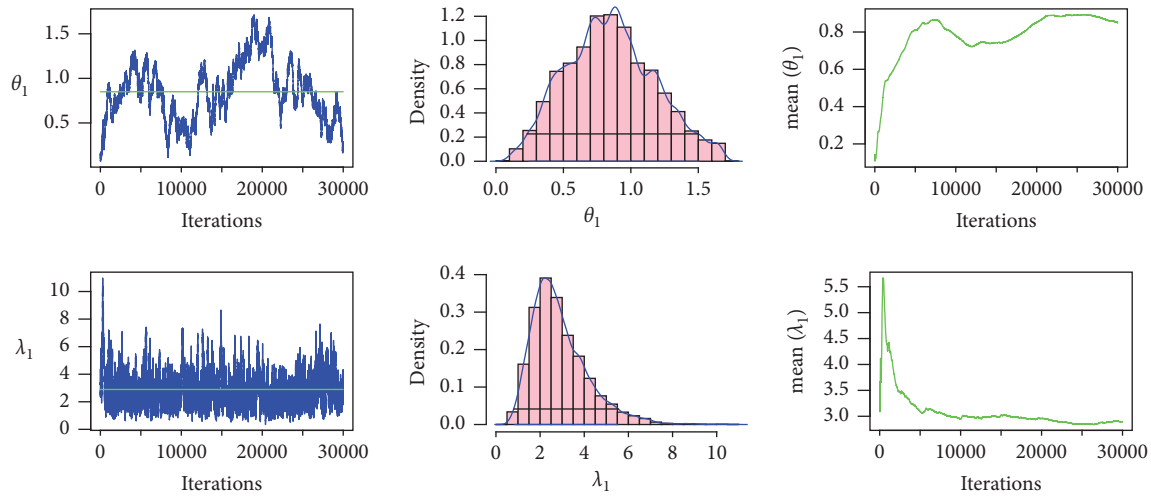 θ1
1.5
1.0
0.5
0 10000 20000 30000
Iterations
Density
1.2
1.0
0.8
0.6
0.4
0.2
0.0
0.0 0.5 1.0 1.5
θ1
mean (θ1)
0.8
0.6
0.4
0.2
0 10000 20000 30000
Iterations
λ1
10
8
6
4
2
0
0 10000 20000 30000
Iterations
Density
0.4
0.3
0.2
0.1
0.0
0 2 4 6 8 10
λ1
mean (λ1)
5.5
5.0
4.5
4.0
3.5
3.0
0 10000 20000 30000
Iterations